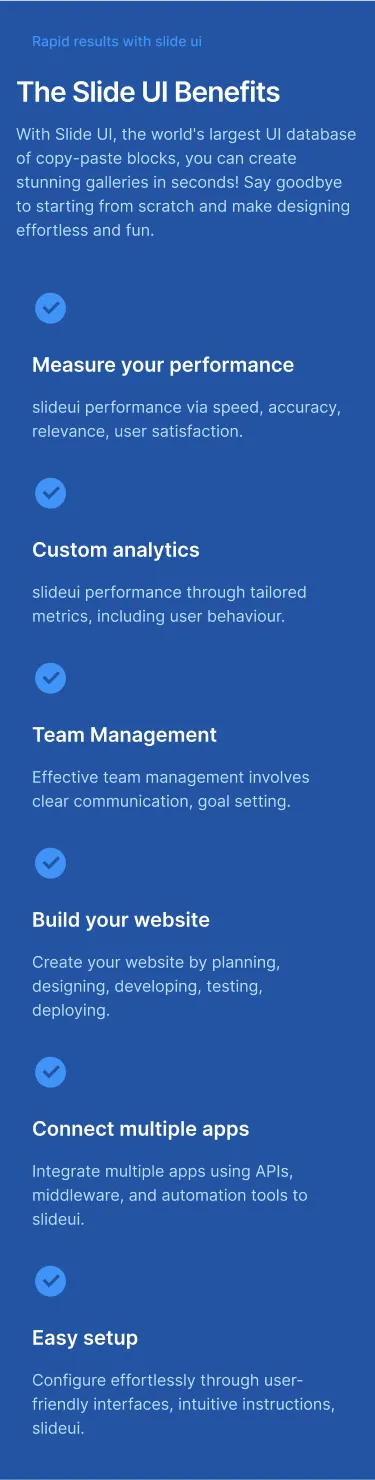 Rapid results with slide ui
The Slide UI Benefits
With Slide UI, the world's largest UI database
of copy-paste blocks, you can create
stunning galleries in seconds! Say goodbye
to starting from scratch and make designing
effortless and fun.
Measure your performance
slideui performance via speed, accuracy,
relevance, user satisfaction.
Custom analytics
slideui performance through tailored
metrics, including user behaviour.
Team Management
Effective team management involves
clear communication, goal setting.
Build your website
Create your website by planning,
designing, developing, testing,
deploying.
Connect multiple apps
Integrate multiple apps using APIs,
middleware, and automation tools to
slideui.
Easy setup
Configure effortlessly through user-
friendly interfaces, intuitive instructions,
slideui.